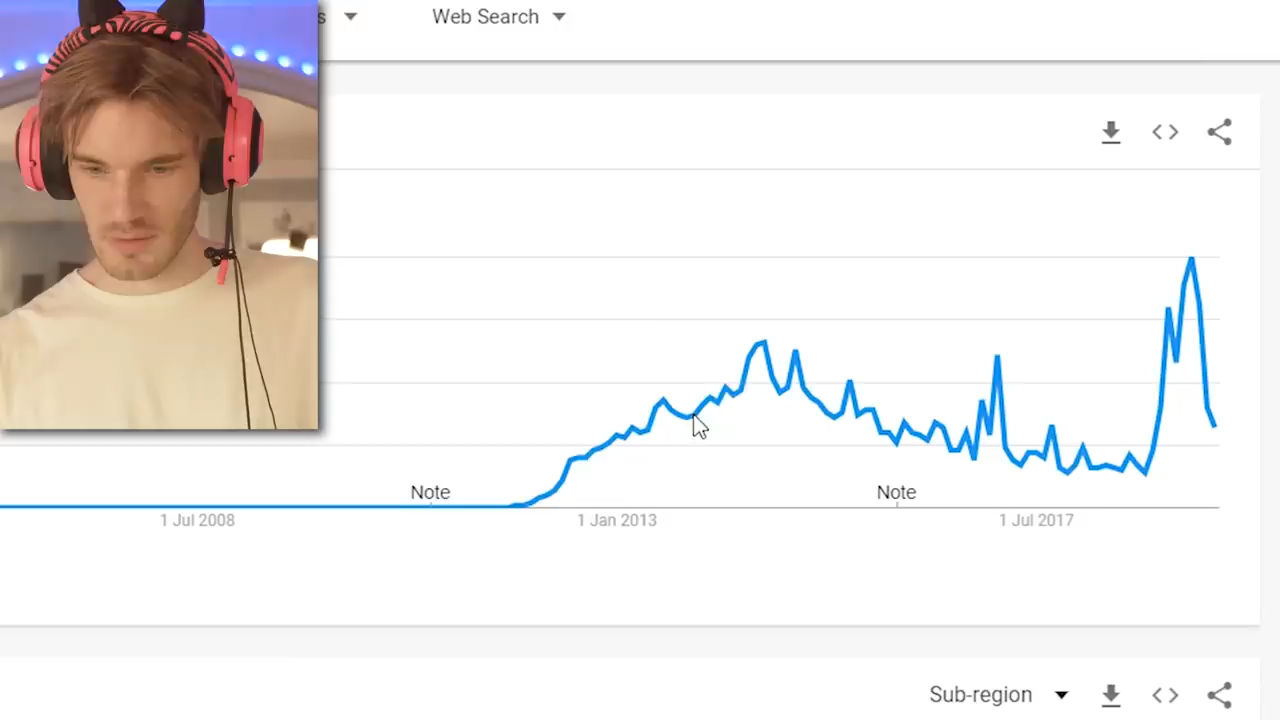 s
Web Search
Note
Note
1 Jul 2008
1 Jan 2013
1 Jul 2017
Sub-region